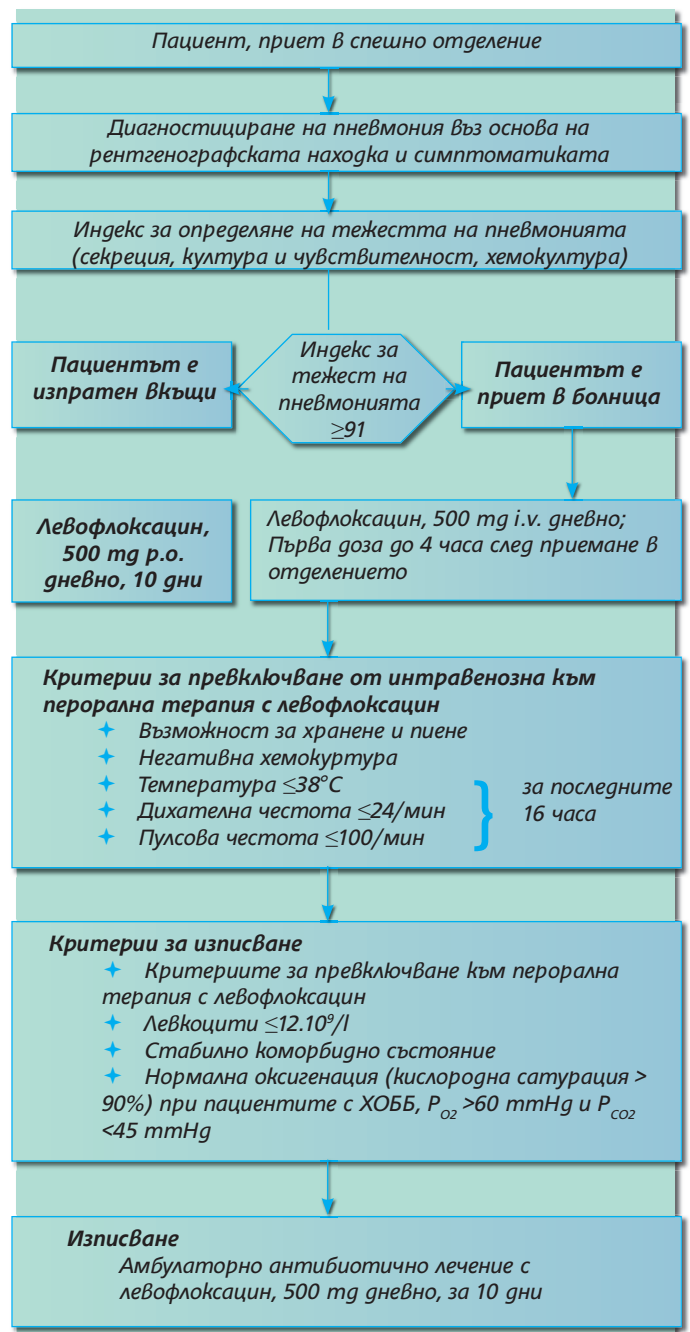 Пациент, приет в спешно отделение
Диагностициране на пневмония въз основа на
рентгенографската находка и симптоматиката
Индекс за определяне на тежестта на пневмонията
(секреция, култура и чувствителност, хемокултура)
Пациентът е
изпратен вкъщи
Индекс за
тежест на
пневмонията
≥91
Пациентът е
приет в болница
Левофлоксацин,
500 mg p.o.
дневно, 10 дни
Левофлоксацин, 500 mg i.v. дневно;
Първа доза до 4 часа след приемане в
отделението
Критерии за превключване от интравенозна към
перорална терапия с левофлоксацин
✦ Възможност за хранене и пиене
✦ Негативна хемокуртура
✦ Температура ≤38°C
✦ Дихателна честота ≤24/мин
✦ Пулсова честота ≤100/мин
} за последните
16 часа
Критерии за изписване
✦ Критериите за превключване към перорална
терапия с левофлоксацин
✦ Левкоцити ≤12.10⁹/l
✦ Стабилно коморбидно състояние
✦ Нормална оксигенация (кислородна сатурация >
90%) при пациентите с ХОББ, P_O2 >60 mmHg и P_CO2
<45 mmHg
Изписване
Амбулаторно антибиотично лечение с
левофлоксацин, 500 mg дневно, за 10 дни